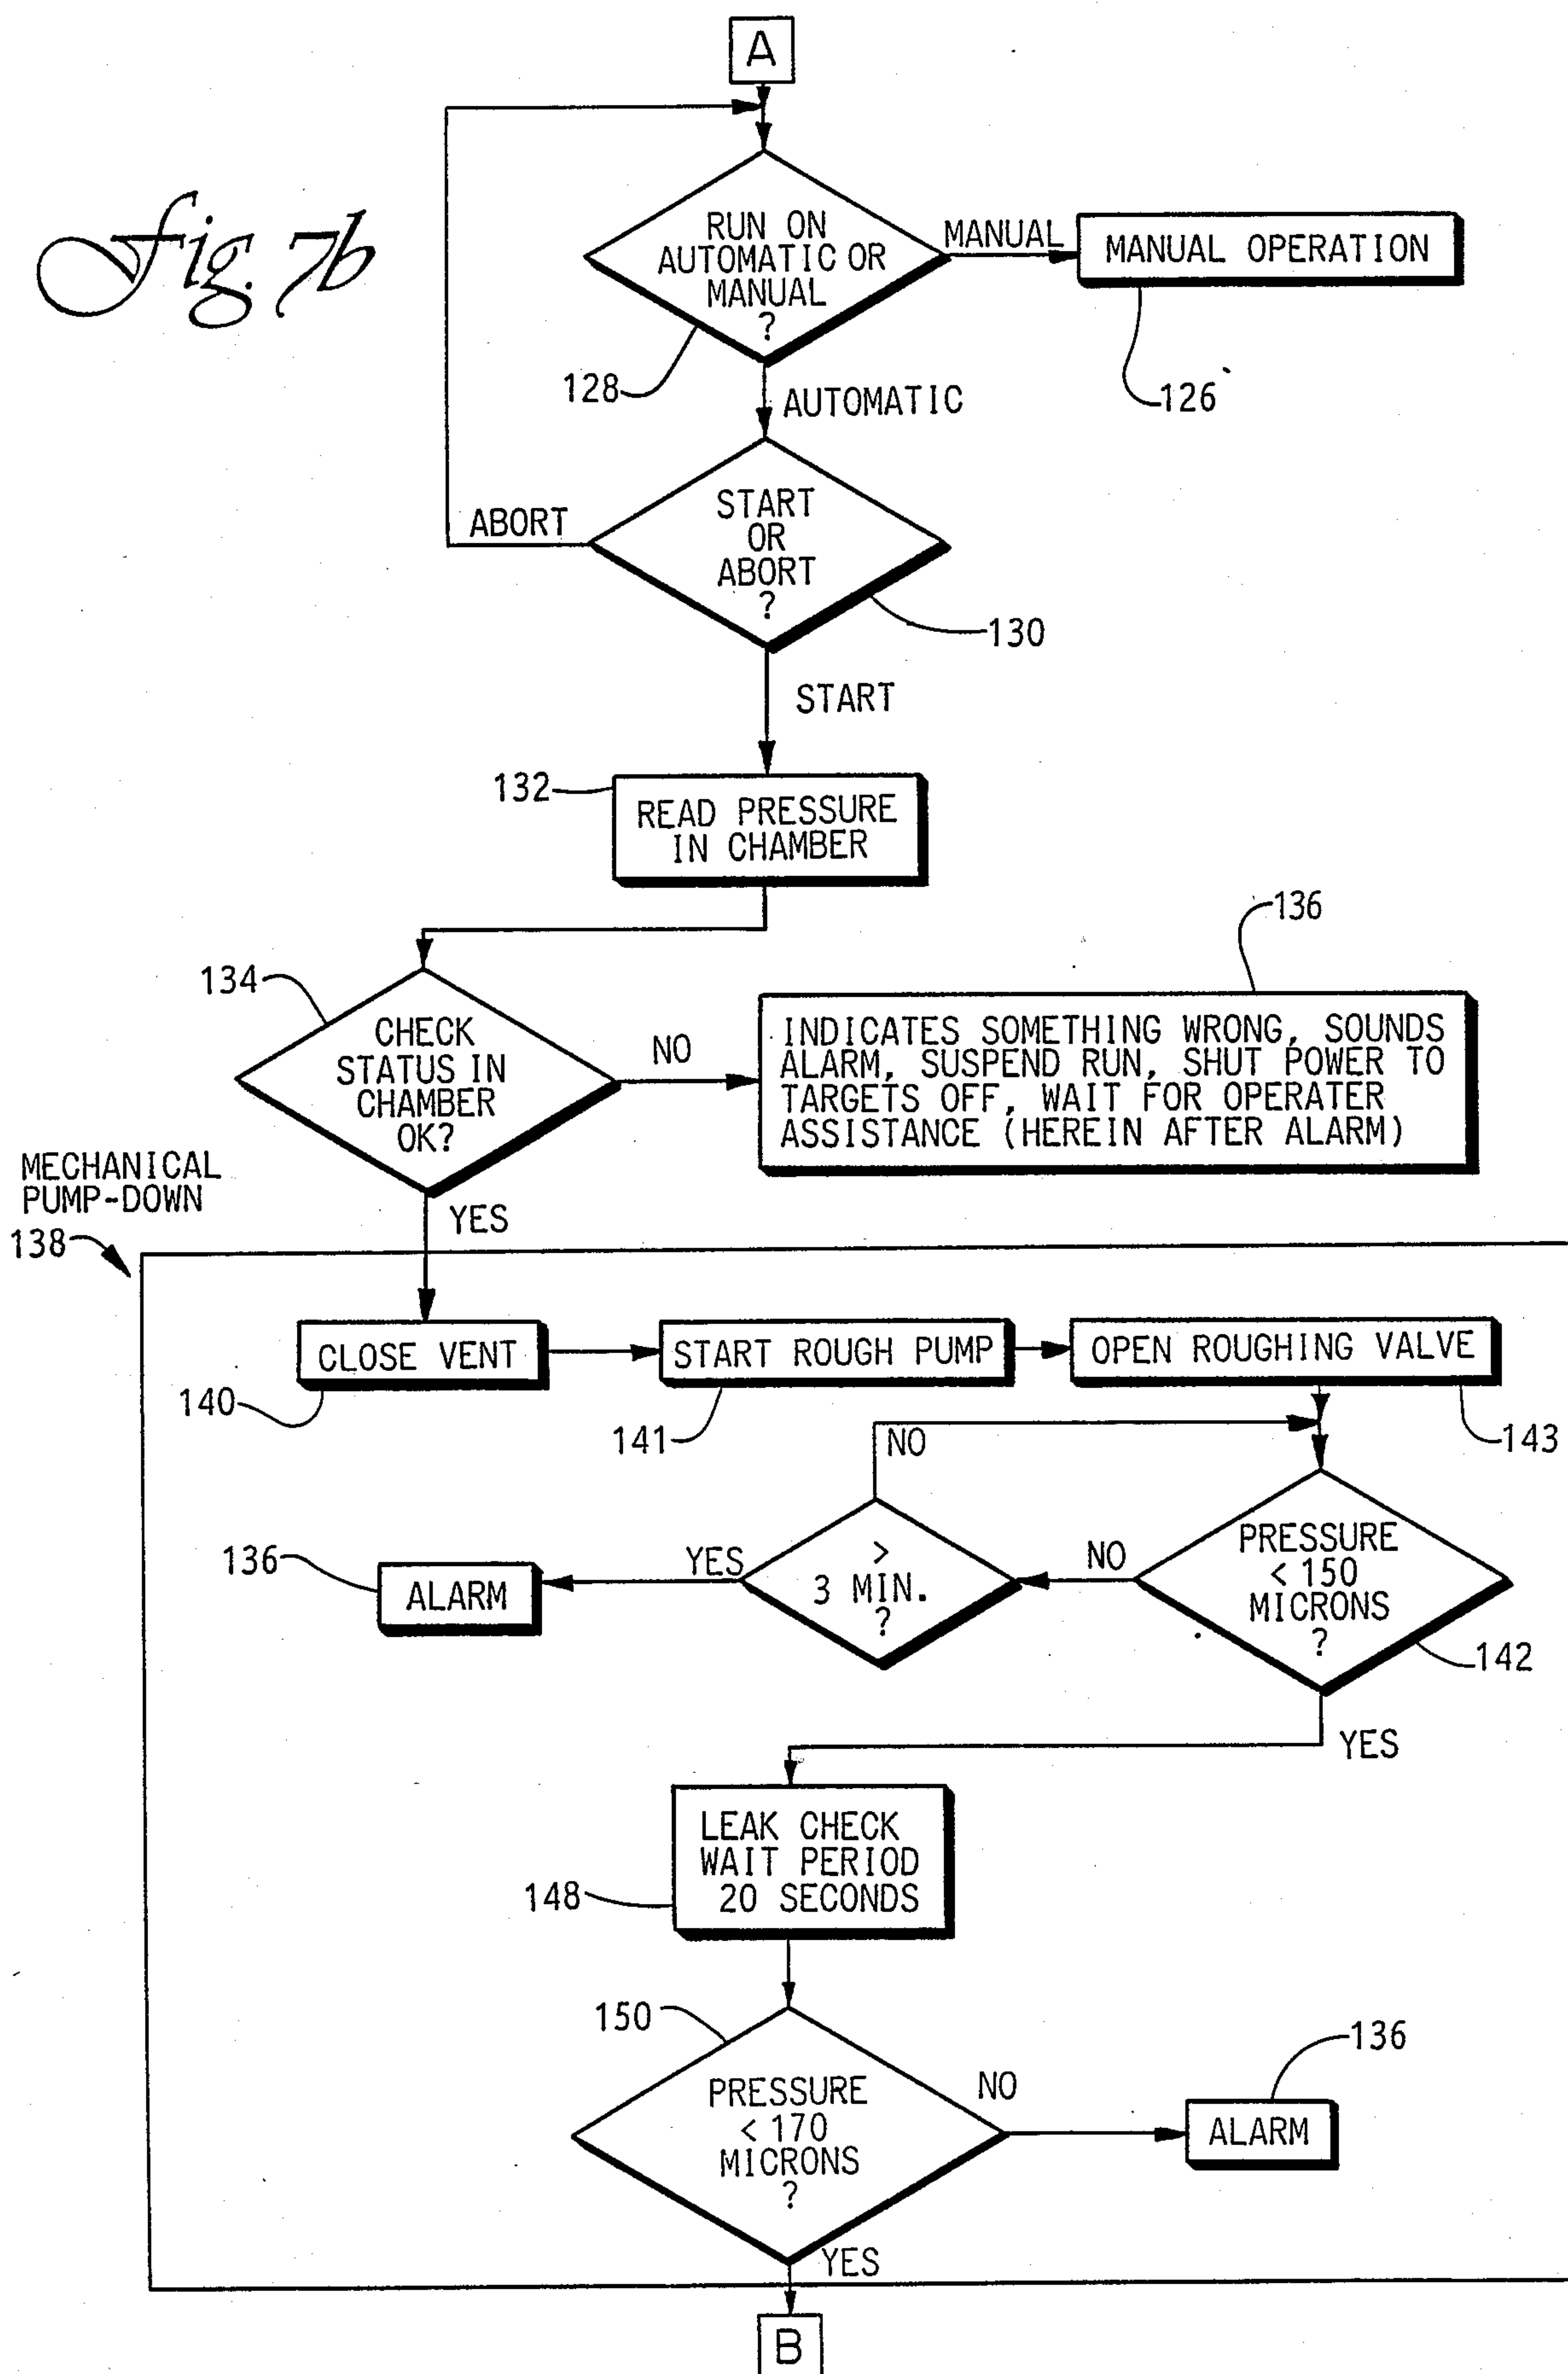 A
Fig. 7b
RUN ON
AUTOMATIC OR
MANUAL
?
MANUAL
MANUAL OPERATION
128
126
AUTOMATIC
START
OR
ABORT
?
ABORT
130
START
132
READ PRESSURE
IN CHAMBER
134
CHECK
STATUS IN
CHAMBER
OK?
NO
136
INDICATES SOMETHING WRONG, SOUNDS
ALARM, SUSPEND RUN, SHUT POWER TO
TARGETS OFF, WAIT FOR OPERATER
ASSISTANCE (HEREIN AFTER ALARM)
MECHANICAL
PUMP-DOWN
138
YES
CLOSE VENT
140
START ROUGH PUMP
141
OPEN ROUGHING VALVE
143
NO
PRESSURE
< 150
MICRONS
?
142
NO
>
3 MIN.
?
YES
136
ALARM
YES
LEAK CHECK
WAIT PERIOD
20 SECONDS
148
150
PRESSURE
< 170
MICRONS
?
NO
136
ALARM
YES
B